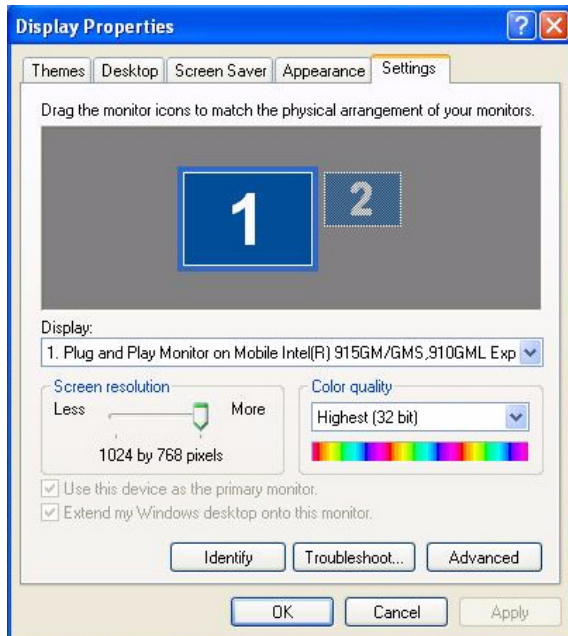 Display Properties
Themes Desktop Screen Saver Appearance Settings
Drag the monitor icons to match the physical arrangement of your monitors.
1 2
Display:
1. Plug and Play Monitor on Mobile Intel(R) 915GM/GMS,910GML Exp
Screen resolution
Less More
1024 by 768 pixels
Color quality
Highest (32 bit)
Use this device as the primary monitor.
Extend my Windows desktop onto this monitor.
Identify Troubleshoot... Advanced
OK Cancel Apply